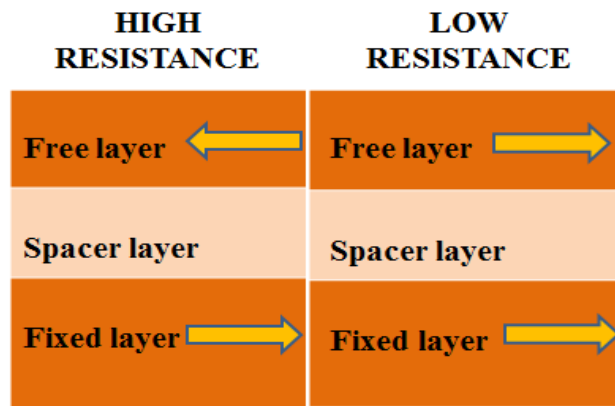 HIGH
RESISTANCE
LOW
RESISTANCE
Free layer
Free layer
Spacer layer
Spacer layer
Fixed layer
Fixed layer